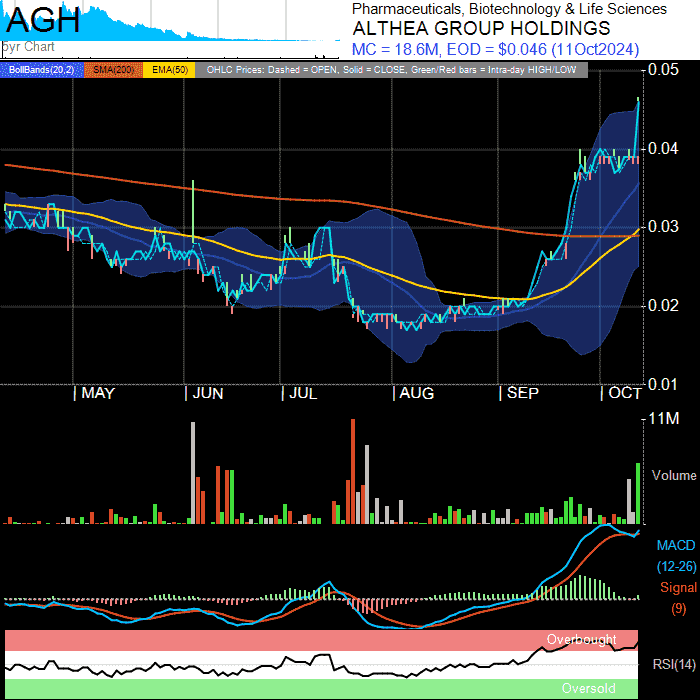 AGH
5yr Chart
Pharmaceuticals, Biotechnology & Life Sciences
ALTHEA GROUP HOLDINGS
MC = 18.6M, EOD = $0.046 (11Oct2024)
BollBands(20,2) SMA(200) EMA(50) OHLC Prices: Dashed = OPEN, Solid = CLOSE, Green/Red bars = Intra-day HIGH/LOW
0.05
0.04
0.03
0.02
0.01
MAY JUN JUL AUG SEP OCT
11M
Volume
MACD
(12-26)
Signal
(9)
Overbought
RSI(14)
Oversold